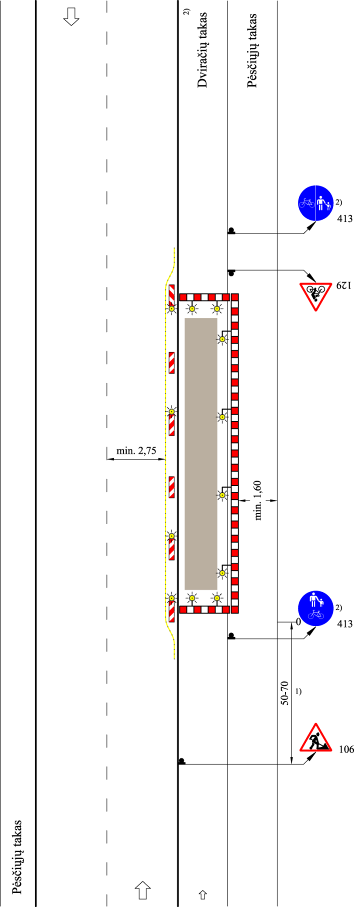 2)
Dviračių takas
Pėsčiųjų takas
2)
413
129
min. 2,75
min. 1,60
2)
0
413
50-70
1)
106
Pėsčiųjų takas